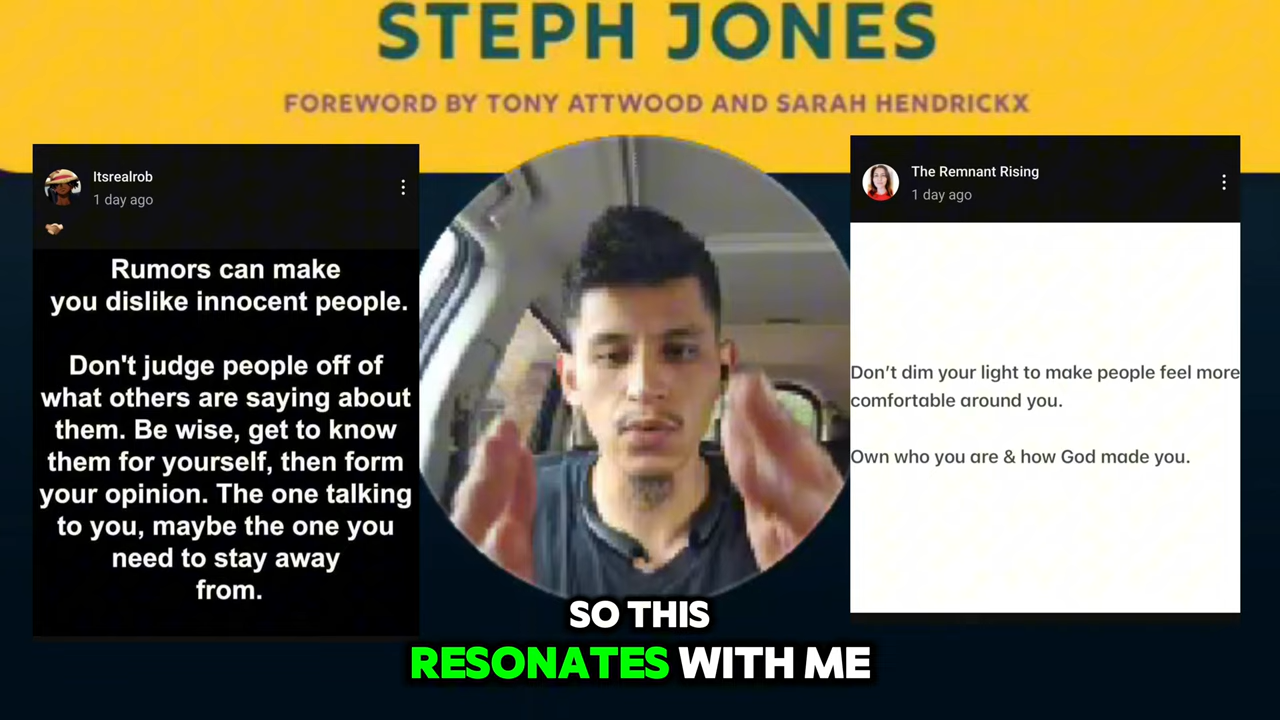 STEPH JONES
FOREWORD BY TONY ATTWOOD AND SARAH HENDRICKX
Itsrealrob
1 day ago
Rumors can make
you dislike innocent people.
Don't judge people off of
what others are saying about
them. Be wise, get to know
them for yourself, then form
your opinion. The one talking
to you, maybe the one you
need to stay away
from.
The Remnant Rising
1 day ago
Don't dim your light to make people feel more
comfortable around you.
Own who you are & how God made you.
SO THIS
RESONATES WITH ME